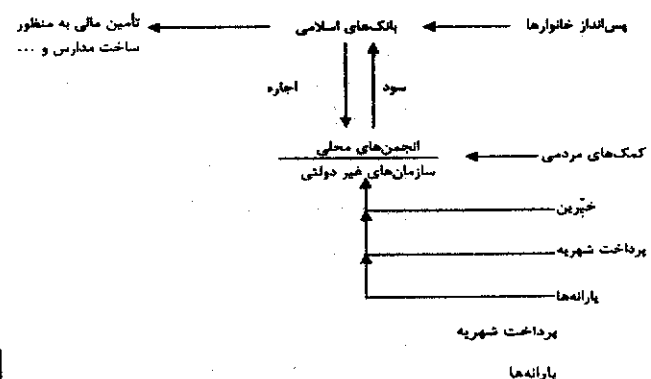 پس‌انداز خانوارها
بانک‌های اسلامی
تأمین مالی به منظور
ساخت مدارس و ...
سود
اجاره
انجمن‌های محلی
سازمان‌های غیر دولتی
کمک‌های مردمی
خیّرین
پرداخت شهریه
یارانه‌ها
پرداخت شهریه
یارانه‌ها